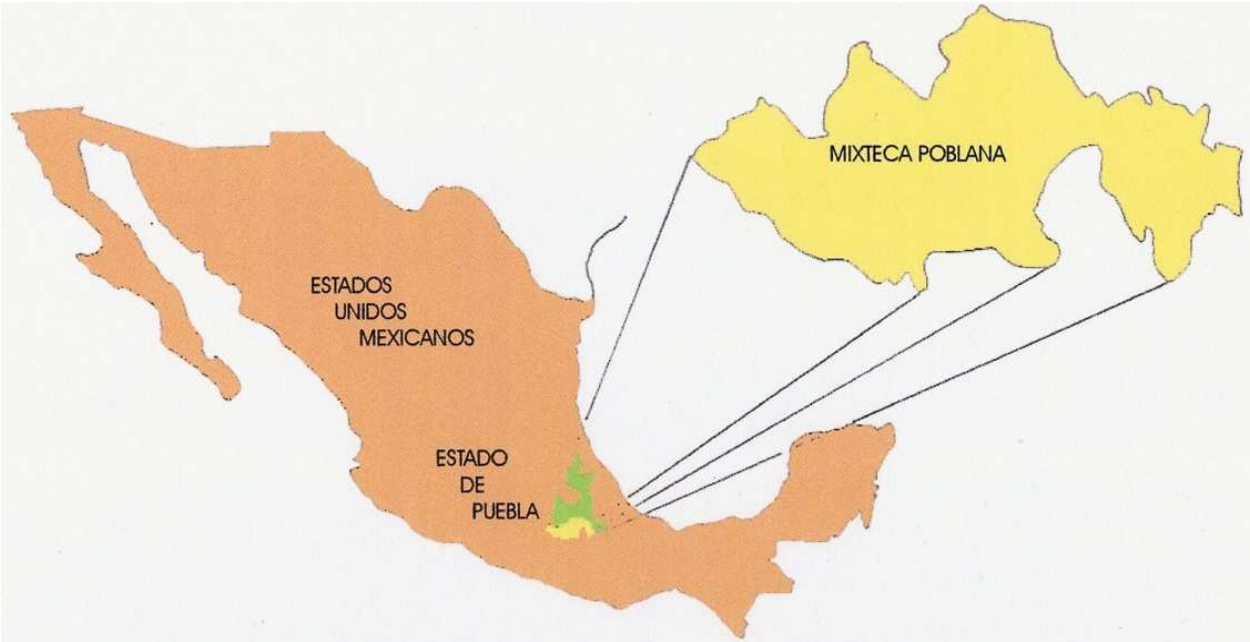 MIXTECA POBLANA
ESTADOS
UNIDOS
MEXICANOS
ESTADO
DE
PUEBLA